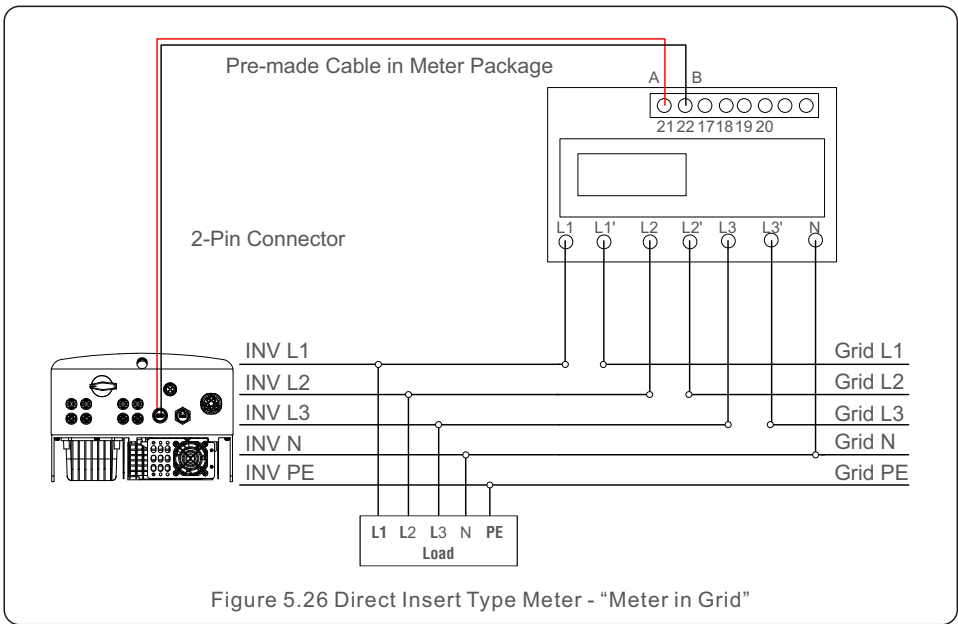 Pre-made Cable in Meter Package
A B
21 22 17 18 19 20
2-Pin Connector
L1 L1' L2 L2' L3 L3' N
INV L1 Grid L1
INV L2 Grid L2
INV L3 Grid L3
INV N Grid N
INV PE Grid PE
L1 L2 L3 N PE
Load
Figure 5.26 Direct Insert Type Meter - “Meter in Grid”